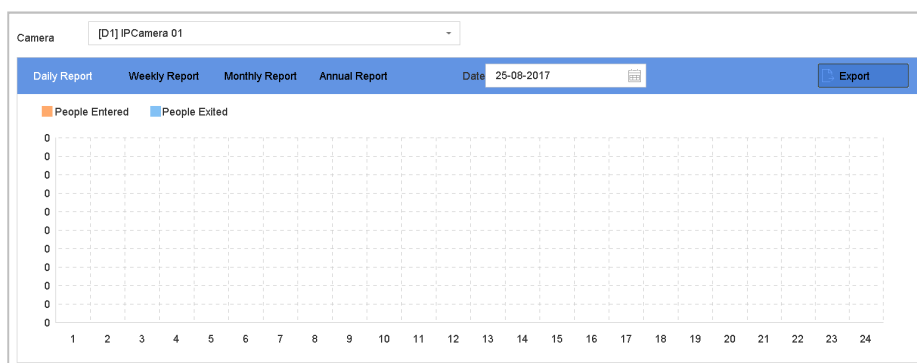 Camera [D1] IPCamera 01
Daily Report Weekly Report Monthly Report Annual Report Date 25-08-2017 Export
People Entered People Exited
0
0
0
0
0
0
0
0
0
0
0
1 2 3 4 5 6 7 8 9 10 11 12 13 14 15 16 17 18 19 20 21 22 23 24